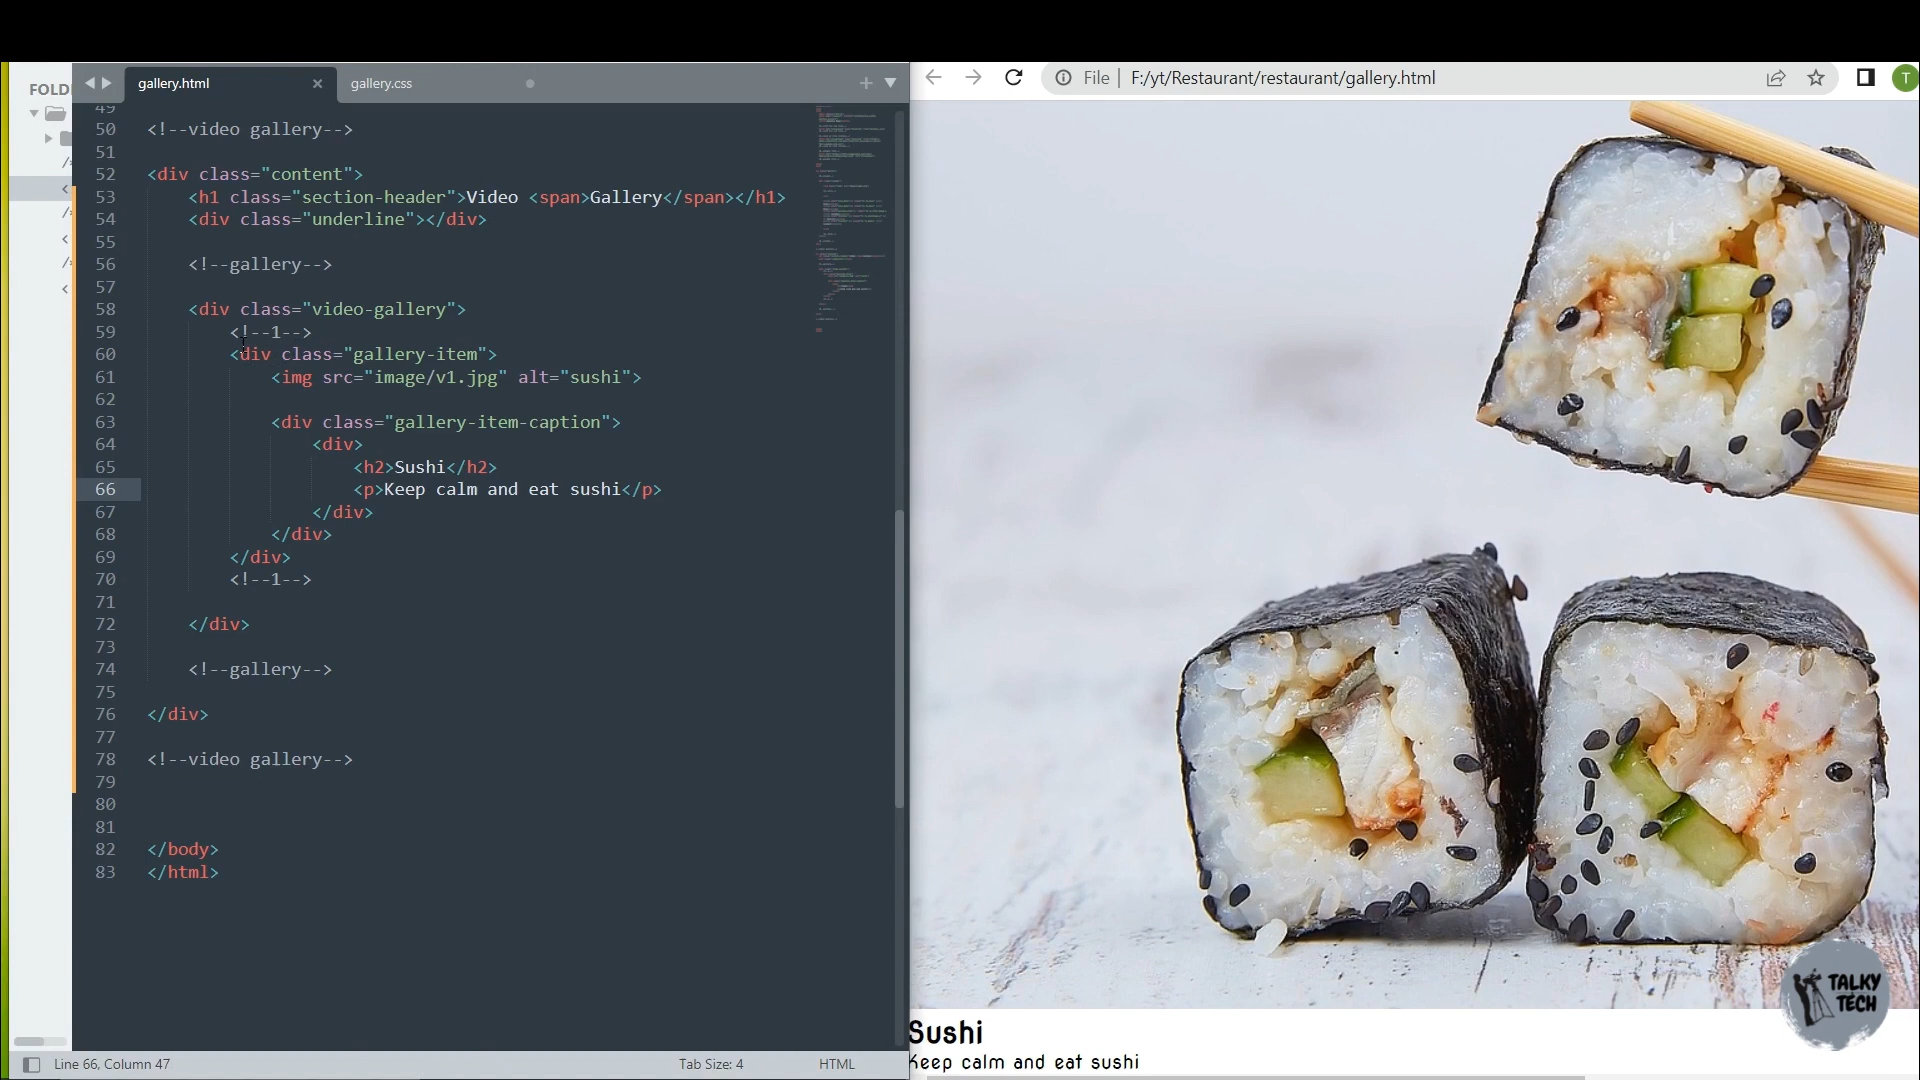 FOLD
gallery.html
gallery.css
File F:/yt/Restaurant/restaurant/gallery.html
T
49
50 <!--video gallery-->
51
52 <div class="content">
53 <h1 class="section-header">Video <span>Gallery</span></h1>
54 <div class="underline"></div>
55
56 <!--gallery-->
57
58 <div class="video-gallery">
59 <!--1-->
60 <div class="gallery-item">
61 <img src="image/v1.jpg" alt="sushi">
62
63 <div class="gallery-item-caption">
64 <div>
65 <h2>Sushi</h2>
66 <p>Keep calm and eat sushi</p>
67 </div>
68 </div>
69 </div>
70 <!--1-->
71
72 </div>
73
74 <!--gallery-->
75
76 </div>
77
78 <!--video gallery-->
79
80
81
82 </body>
83 </html>
Sushi
Keep calm and eat sushi
TALKY
TECH
Line 66, Column 47
Tab Size: 4
HTML